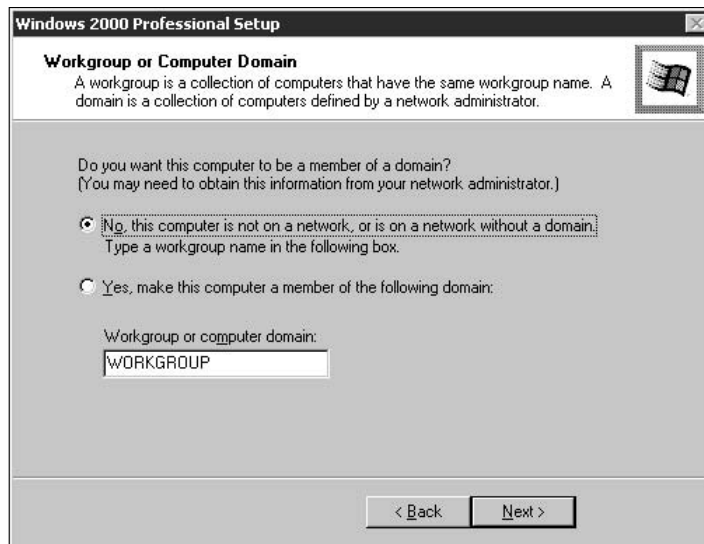 Windows 2000 Professional Setup
Workgroup or Computer Domain
A workgroup is a collection of computers that have the same workgroup name. A
domain is a collection of computers defined by a network administrator.
Do you want this computer to be a member of a domain?
(You may need to obtain this information from your network administrator.)
No, this computer is not on a network, or is on a network without a domain.
Type a workgroup name in the following box.
Yes, make this computer a member of the following domain:
Workgroup or computer domain:
WORKGROUP
< Back Next >